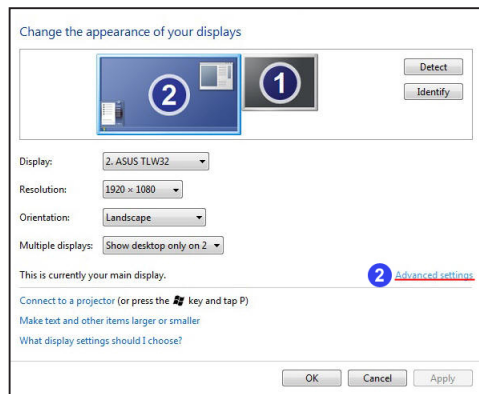 Change the appearance of your displays
2
1
Detect
Identify
Display: 2. ASUS TLW32
Resolution: 1920 × 1080
Orientation: Landscape
Multiple displays: Show desktop only on 2
This is currently your main display.
2 Advanced settings
Connect to a projector (or press the key and tap P)
Make text and other items larger or smaller
What display settings should I choose?
OK Cancel Apply